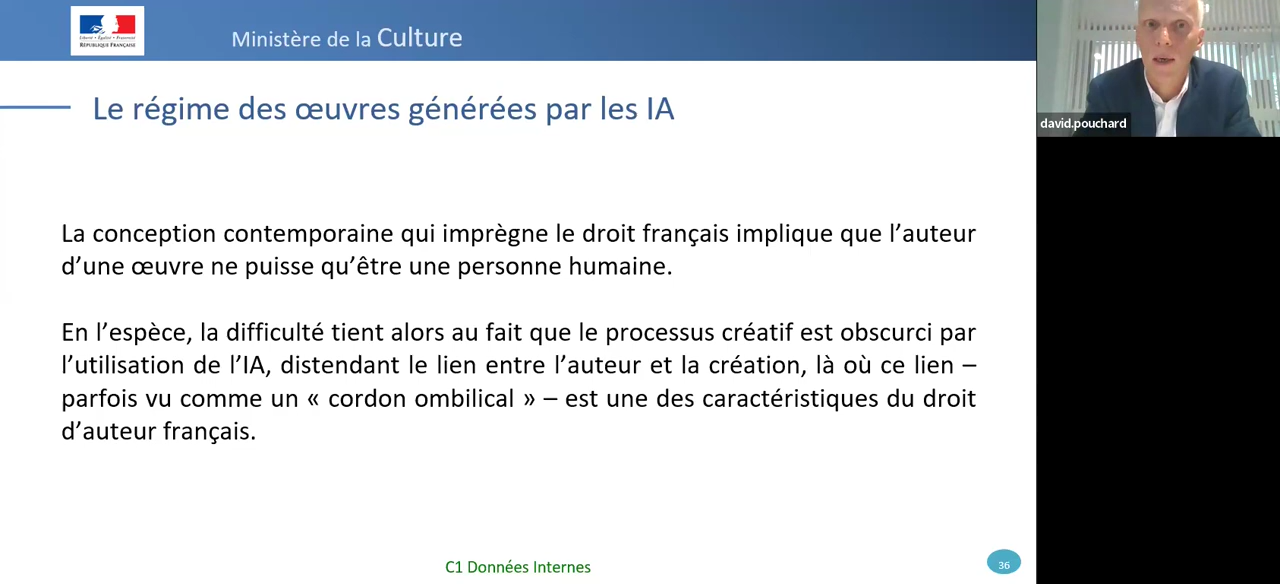 Liberté • Égalité • Fraternité
RÉPUBLIQUE FRANÇAISE
Ministère de la Culture
david.pouchard
Le régime des œuvres générées par les IA
La conception contemporaine qui imprègne le droit français implique que l’auteur
d’une œuvre ne puisse qu’être une personne humaine.
En l’espèce, la difficulté tient alors au fait que le processus créatif est obscurci par
l’utilisation de l’IA, distendant le lien entre l’auteur et la création, là où ce lien –
parfois vu comme un « cordon ombilical » – est une des caractéristiques du droit
d’auteur français.
C1 Données Internes
36